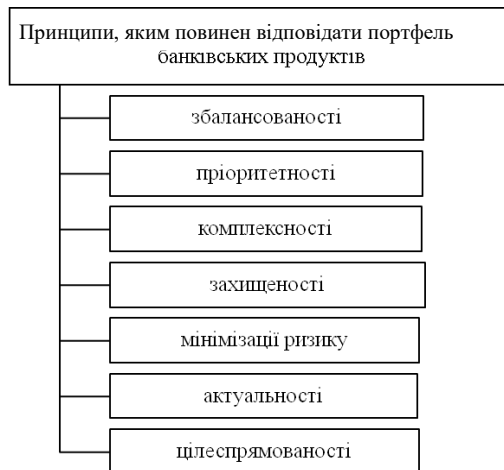 Принципи, яким повинен відповідати портфель
банківських продуктів
збалансованості
пріоритетності
комплексності
захищеності
мінімізації ризику
актуальності
цілеспрямованості